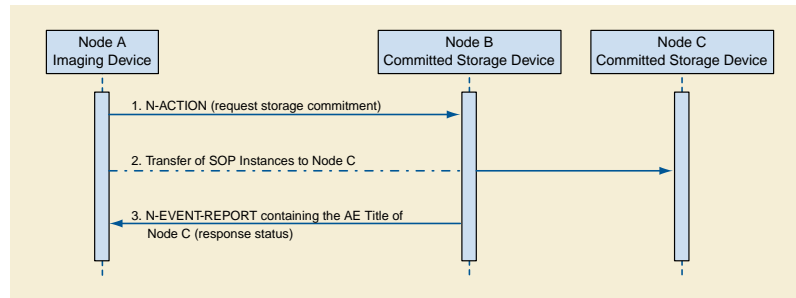 Node A
Imaging Device
Node B
Committed Storage Device
Node C
Committed Storage Device
1. N-ACTION (request storage commitment)
2. Transfer of SOP Instances to Node C
3. N-EVENT-REPORT containing the AE Title of
Node C (response status)